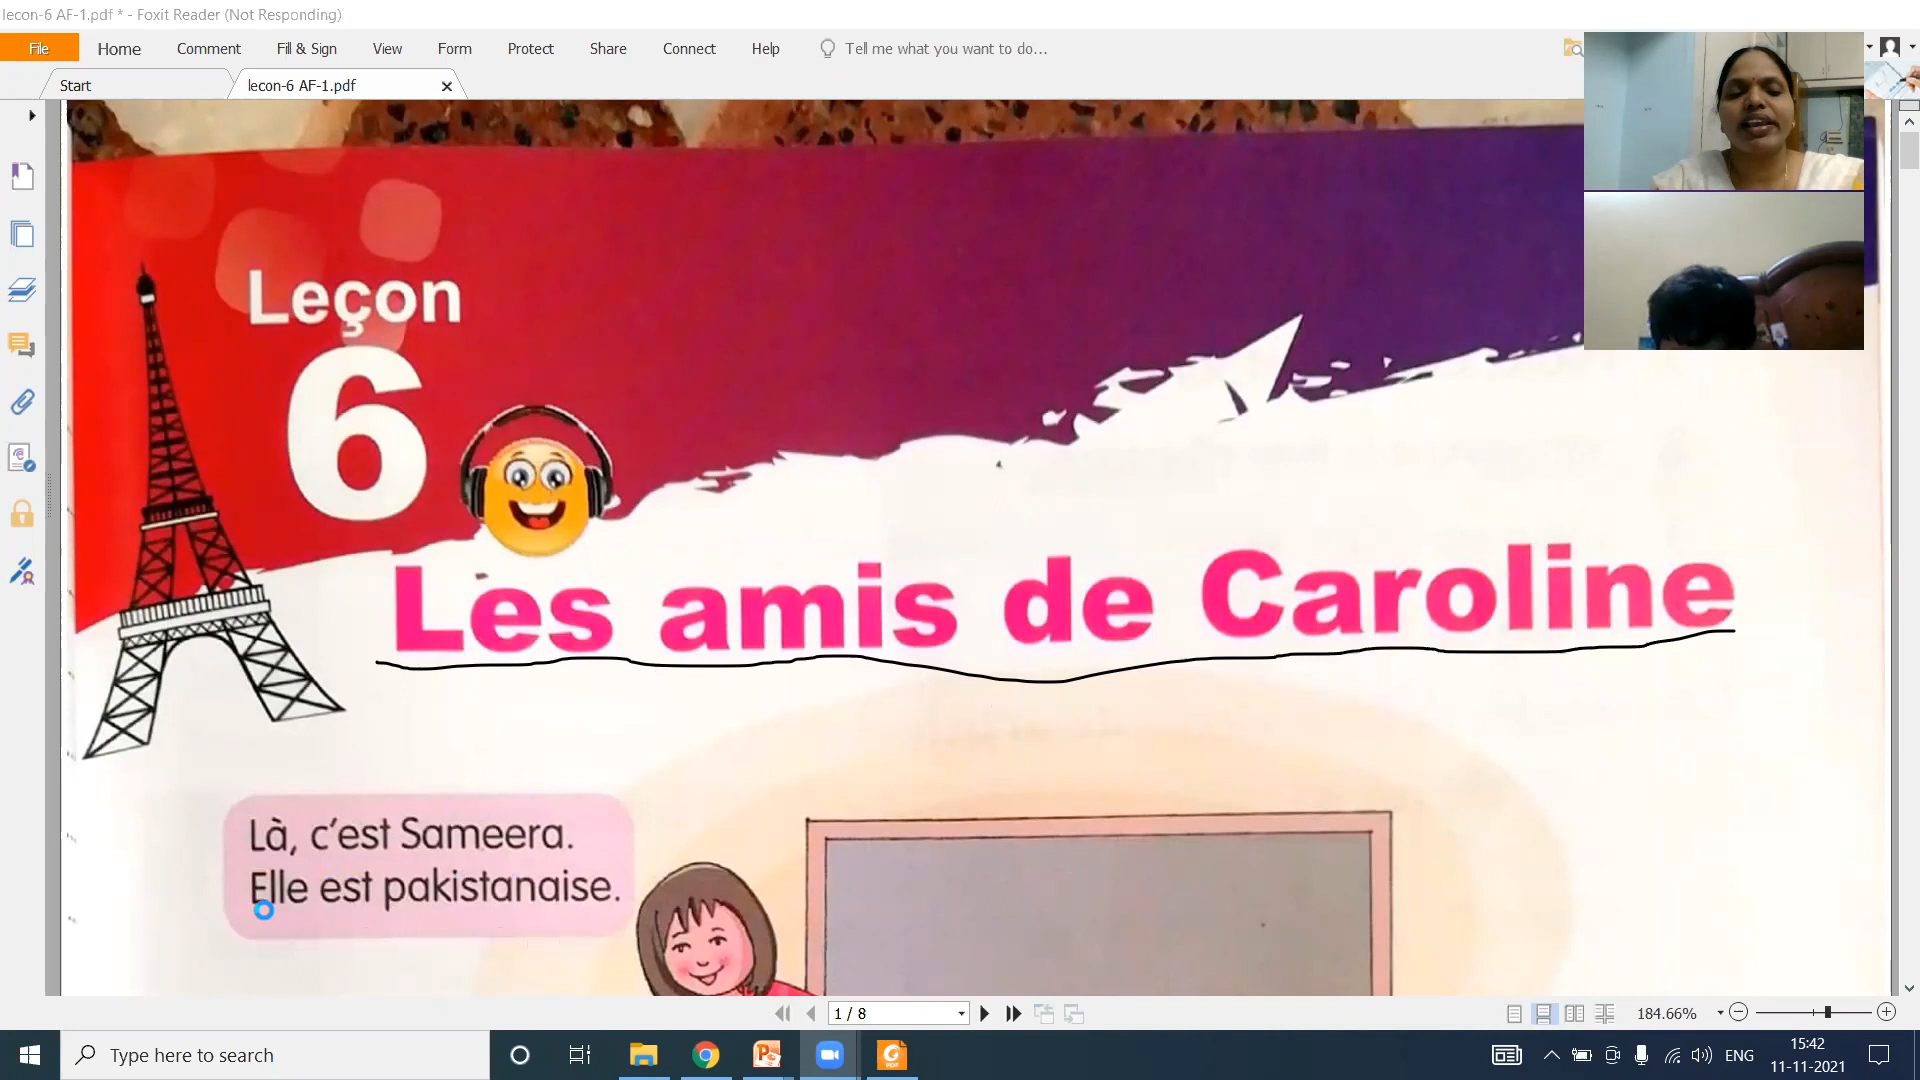 lecon-6 AF-1.pdf * - Foxit Reader (Not Responding)
File Home Comment Fill & Sign View Form Protect Share Connect Help Tell me what you want to do...
Start lecon-6 AF-1.pdf
Leçon
6
Les amis de Caroline
Là, c'est Sameera.
Elle est pakistanaise.
1 / 8
184.66%
Type here to search
ENG
15:42
11-11-2021